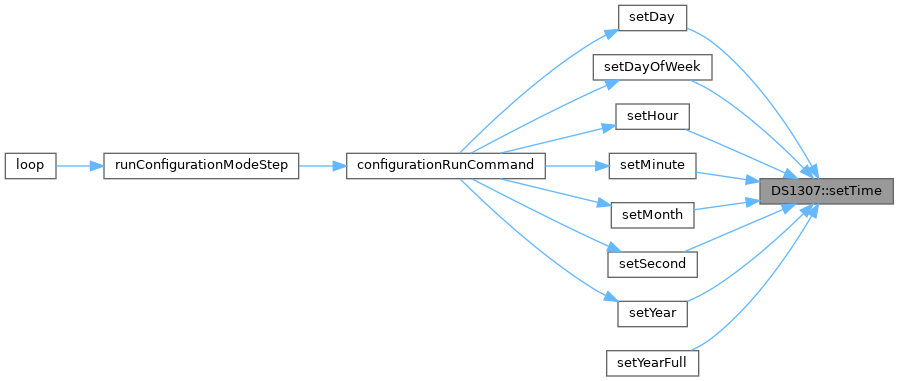 setDay
setDayOfWeek
setHour
loop
runConfigurationModeStep
configurationRunCommand
setMinute
DS1307::setTime
setMonth
setSecond
setYear
setYearFull